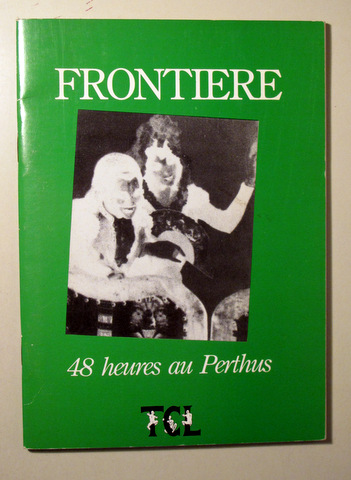 FRONTIERE
48 heures au Perthus
TGL